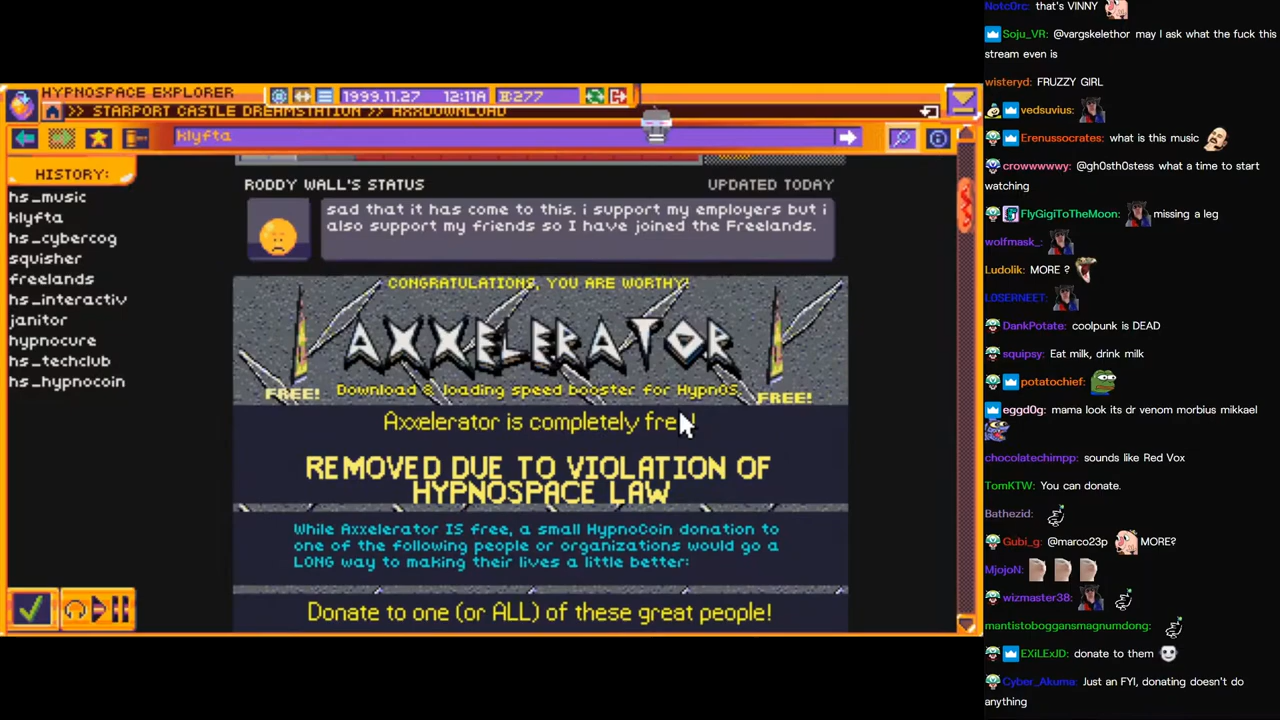 HYPNOSPACE EXPLORER
1999.11.27 12:11A
277
>> STARPORT CASTLE DREAMSTATION >> AXXDOWNLOAD
klyfta
HISTORY:
hs_music
klyfta
hs_cybercog
squisher
freelands
hs_interactiv
janitor
hypnocure
hs_techclub
hs_hypnocoin
RODDY WALL'S STATUS
UPDATED TODAY
sad that it has come to this. i support my employers but i
also support my friends so I have joined the Freelands.
CONGRATULATIONS, YOU ARE WORTHY!
AXXELERATOR
FREE!
Download & loading speed booster for HypnOS
FREE!
Axxelerator is completely free!
REMOVED DUE TO VIOLATION OF
HYPNOSPACE LAW
While Axxelerator IS free, a small HypnoCoin donation to
one of the following people or organizations would go a
LONG way to making their lives a little better:
Donate to one (or ALL) of these great people!
Notc0rc: that's VINNY
Soju_VR: @vargskelethor may I ask what the fuck this
stream even is
wisteryd: FRUZZY GIRL
vedsuvius:
Erenussocrates: what is this music
crowwwwwy: @gh0sth0stess what a time to start
watching
FlyGigiToTheMoon: missing a leg
wolfmask_:
Ludolik: MORE ?
L0SERNEET:
DankPotate: coolpunk is DEAD
squipsy: Eat milk, drink milk
potatochief:
eggd0g: mama look its dr venom morbius mikkael
chocolatechimpp: sounds like Red Vox
TomKTW: You can donate.
Bathezid:
Gubi_g: @marco23p MORE?
MjojoN:
wizmaster38:
mantistoboggansmagnumdong:
EXiLExJD: donate to them
Cyber_Akuma: Just an FYI, donating doesn't do
anything